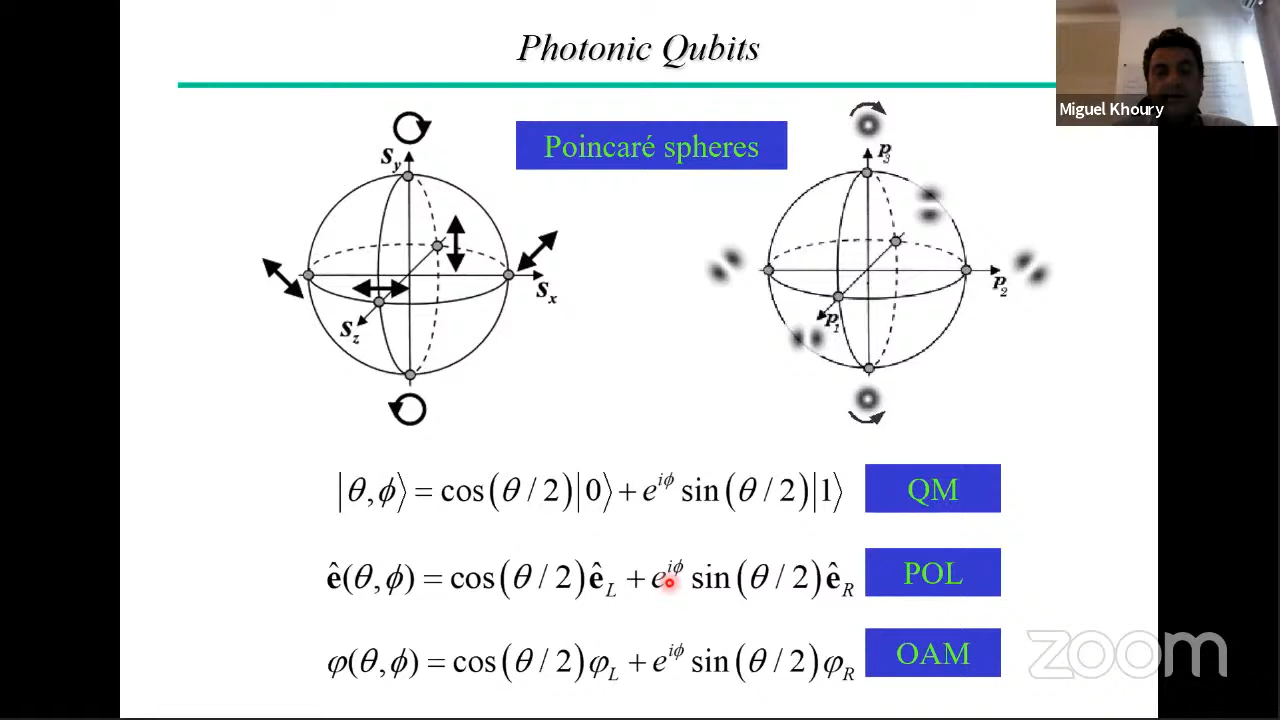 Photonic Qubits
Miguel Khoury
Poincaré spheres
S_y
S_x
S_z
p_3
p_2
p_1
|θ,ϕ⟩ = cos(θ/2)|0⟩ + e^{iϕ} sin(θ/2)|1⟩
QM
ê(θ,ϕ) = cos(θ/2)ê_L + e^{iϕ} sin(θ/2)ê_R
POL
φ(θ,ϕ) = cos(θ/2)φ_L + e^{iϕ} sin(θ/2)φ_R
OAM
zoom